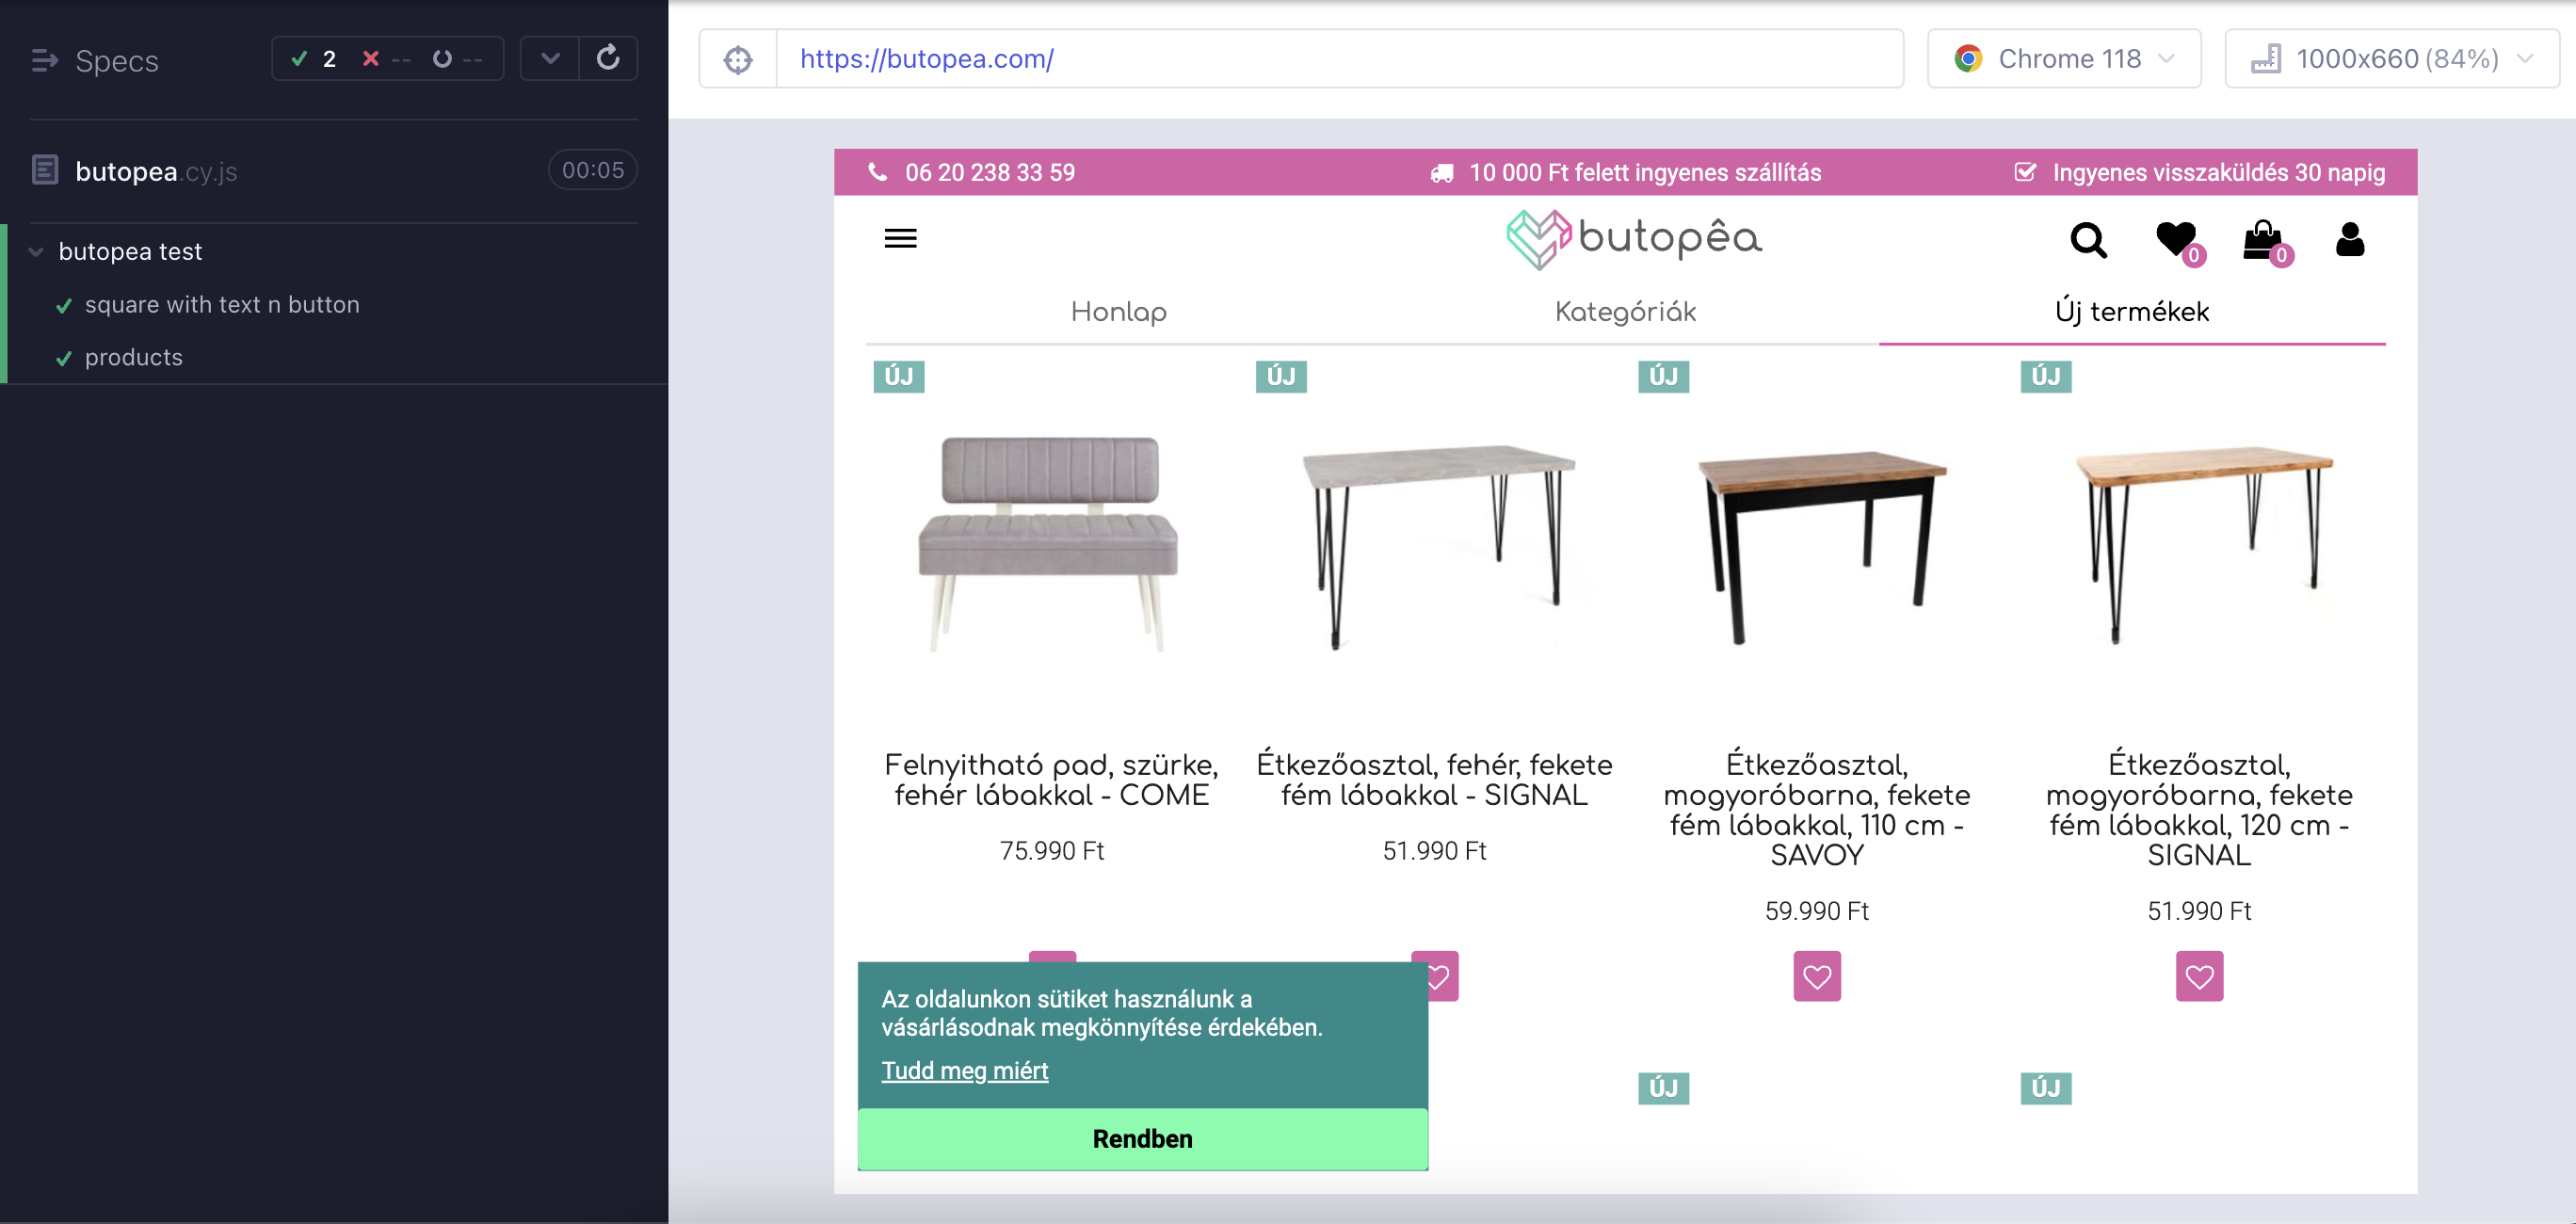 Specs
2 -- --
butopea.cy.js
00:05
butopea test
square with text n button
products
https://butopea.com/
Chrome 118
1000x660 (84%)
06 20 238 33 59
10 000 Ft felett ingyenes szállítás
Ingyenes visszaküldés 30 napig
butopêa
0
0
Honlap
Kategóriák
Új termékek
ÚJ
ÚJ
ÚJ
ÚJ
Felnyitható pad, szürke,
fehér lábakkal - COME
75.990 Ft
Étkezőasztal, fehér, fekete
fém lábakkal - SIGNAL
51.990 Ft
Étkezőasztal,
mogyoróbarna, fekete
fém lábakkal, 110 cm -
SAVOY
59.990 Ft
Étkezőasztal,
mogyoróbarna, fekete
fém lábakkal, 120 cm -
SIGNAL
51.990 Ft
Az oldalunkon sütiket használunk a
vásárlásodnak megkönnyítése érdekében.
Tudd meg miért
Rendben
ÚJ
ÚJ